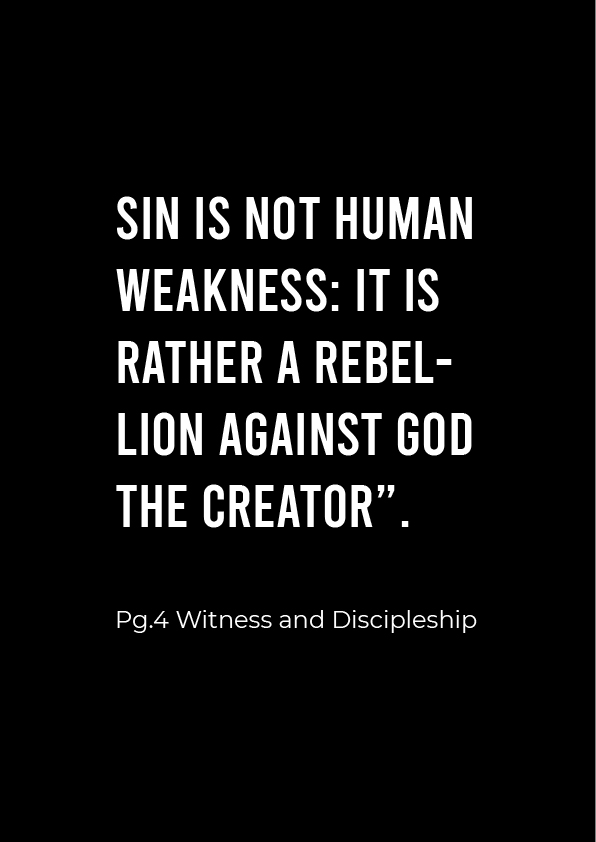 SIN IS NOT HUMAN
WEAKNESS: IT IS
RATHER A REBEL-
LION AGAINST GOD
THE CREATOR”.
Pg.4 Witness and Discipleship